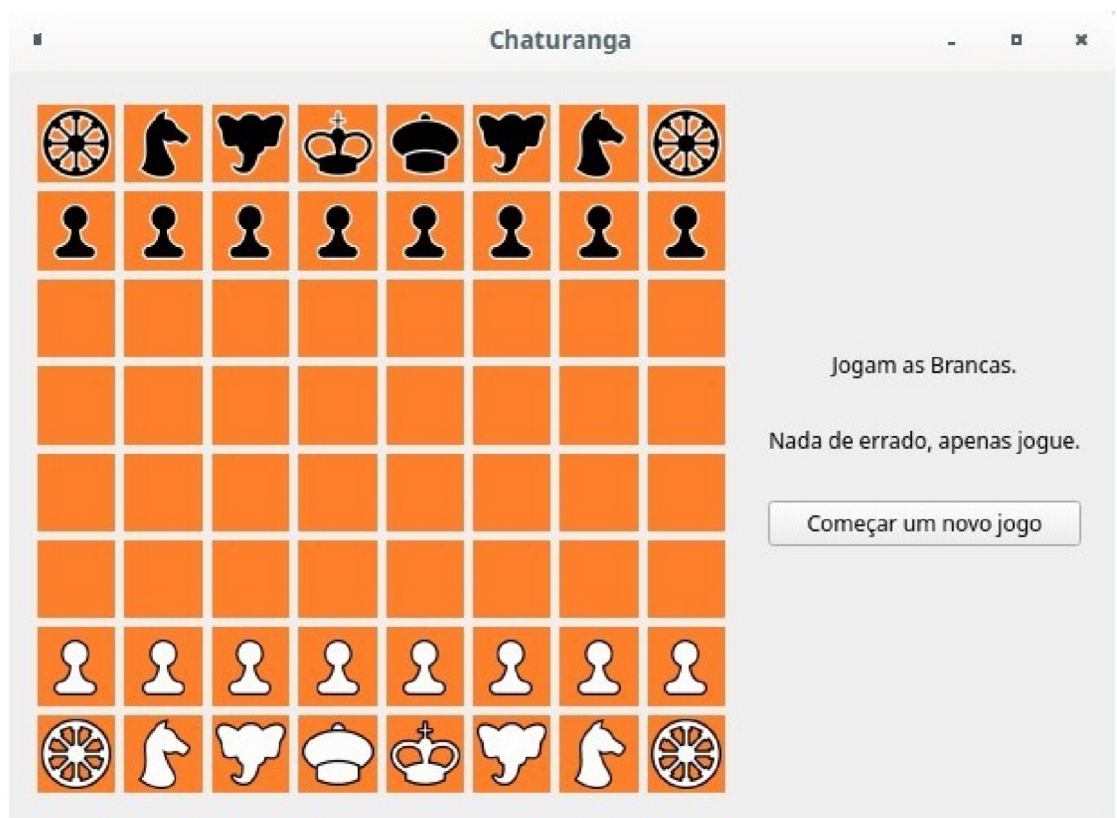 Chaturanga
Jogam as Brancas.
Nada de errado, apenas jogue.
Começar um novo jogo